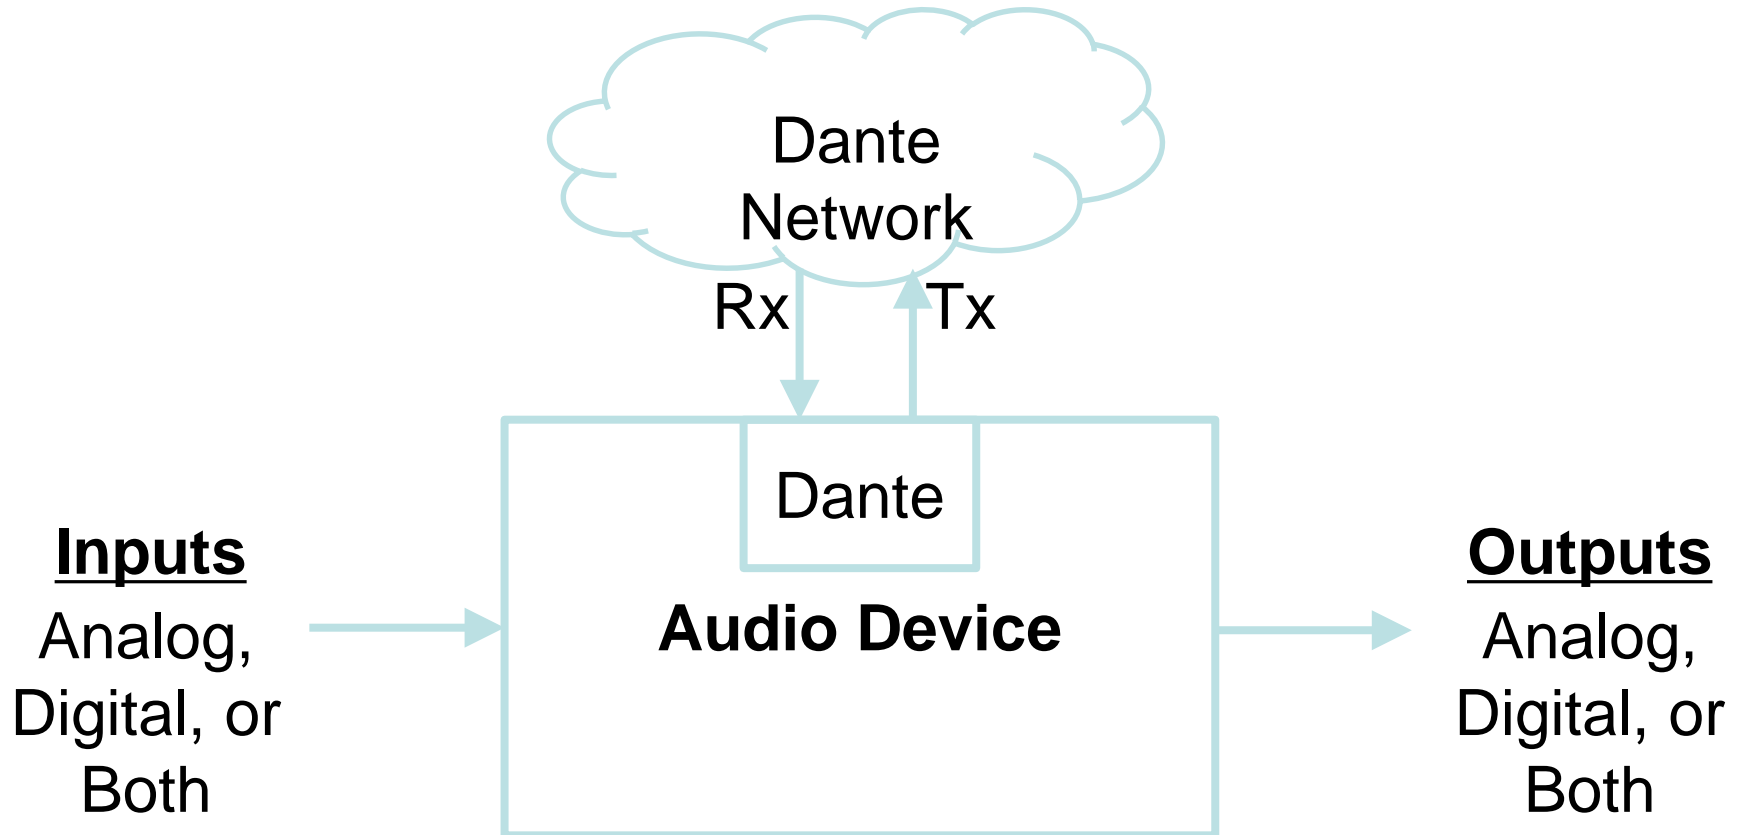 Dante
Network
Rx
Tx
Dante
Audio Device
Inputs
Analog,
Digital, or
Both
Outputs
Analog,
Digital, or
Both